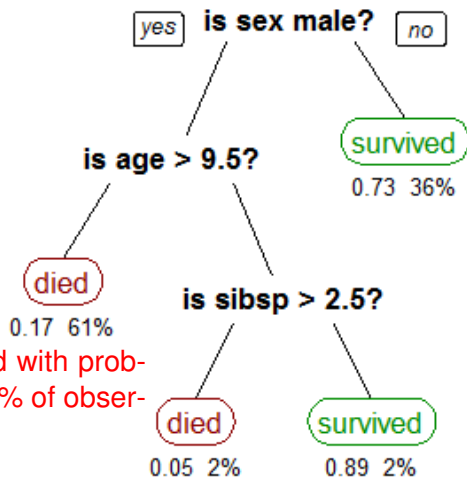 yes is sex male? no
survived
is age > 9.5?
0.73 36%
died
is sibsp > 2.5?
0.17 61%
d with prob-
% of obser-
died survived
0.05 2% 0.89 2%